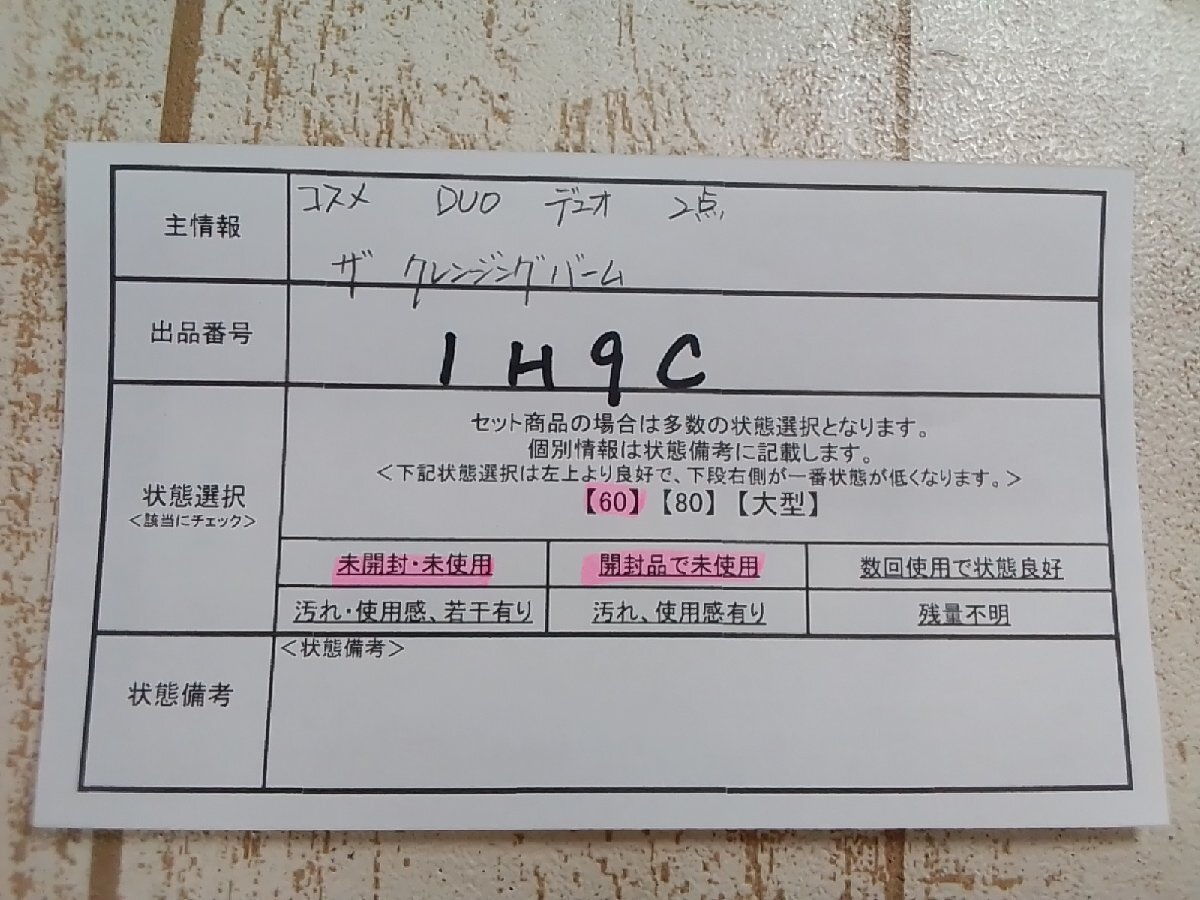 主情報
コスメ DUO デュオ 2点
ザ クレンジングバーム
出品番号
1H9C
状態選択
<該当にチェック>
セット商品の場合は多数の状態選択となります。
個別情報は状態備考に記載します。
<下記状態選択は左上より良好で、下段右側が一番状態が低くなります。>
【60】【80】【大型】
未開封・未使用 開封品で未使用 数回使用で状態良好
汚れ・使用感、若干有り 汚れ、使用感有り 残量不明
状態備考
<状態備考>